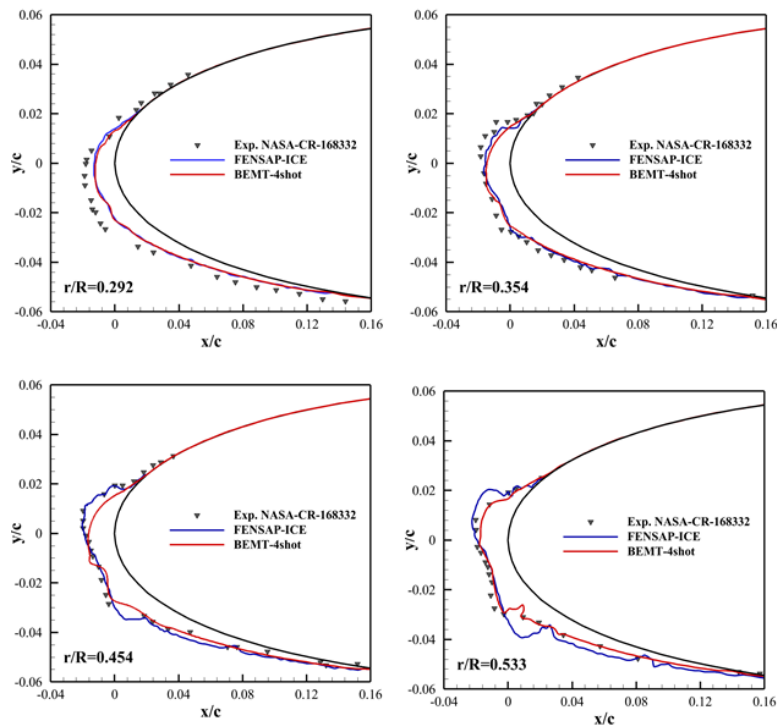 0.06
0.04
0.02
0
-0.02
-0.04
-0.06
y/c
Exp. NASA-CR-168332
FENSAP-ICE
BEMT-4shot
r/R=0.292
-0.04 0 0.04 0.08 0.12 0.16
x/c
0.06
0.04
0.02
0
-0.02
-0.04
-0.06
y/c
Exp. NASA-CR-168332
FENSAP-ICE
BEMT-4shot
r/R=0.354
-0.04 0 0.04 0.08 0.12 0.16
x/c
0.06
0.04
0.02
0
-0.02
-0.04
-0.06
y/c
Exp. NASA-CR-168332
FENSAP-ICE
BEMT-4shot
r/R=0.454
-0.04 0 0.04 0.08 0.12 0.16
x/c
0.06
0.04
0.02
0
-0.02
-0.04
-0.06
y/c
Exp. NASA-CR-168332
FENSAP-ICE
BEMT-4shot
r/R=0.533
-0.04 0 0.04 0.08 0.12 0.16
x/c